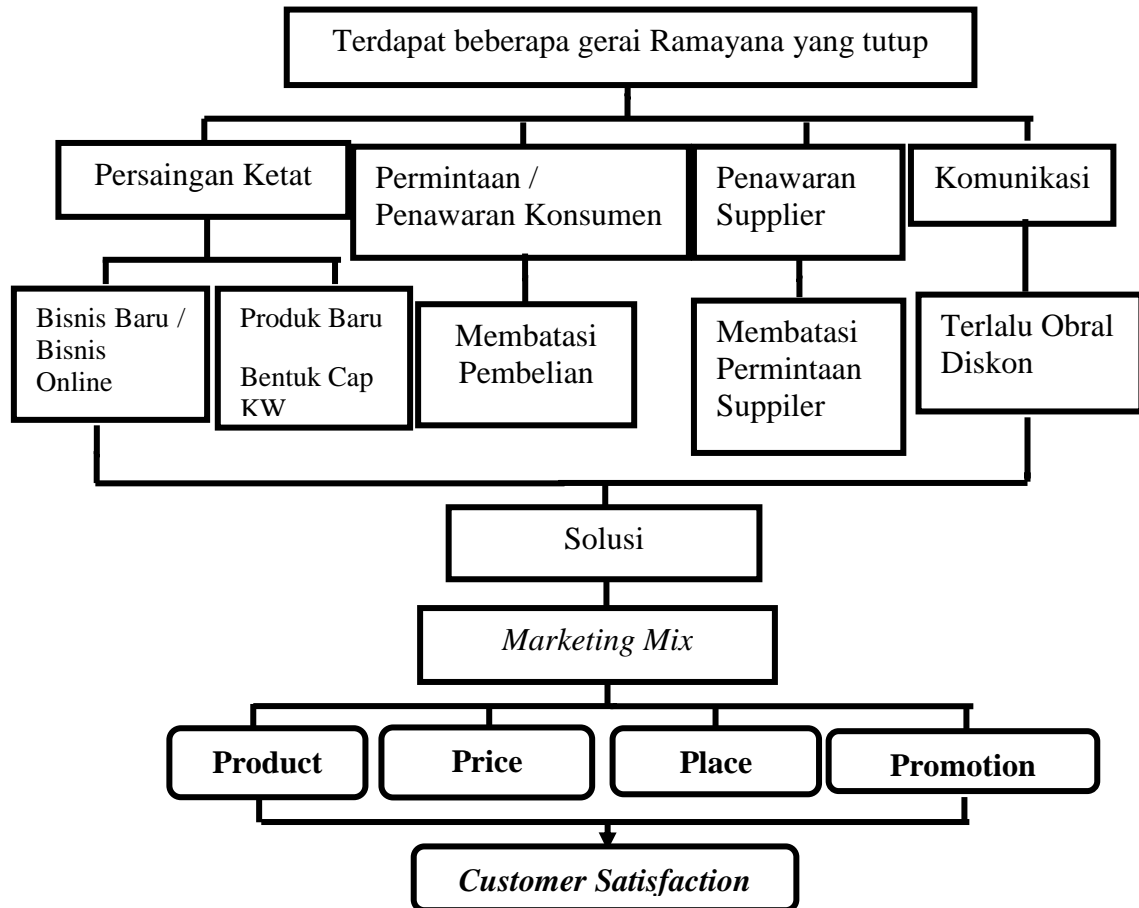 Terdapat beberapa gerai Ramayana yang tutup
Persaingan Ketat
Permintaan /
Penawaran Konsumen
Penawaran
Supplier
Komunikasi
Bisnis Baru /
Bisnis
Online
Produk Baru
Bentuk Cap
KW
Membatasi
Pembelian
Membatasi
Permintaan
Suppiler
Terlalu Obral
Diskon
Solusi
Marketing Mix
Product
Price
Place
Promotion
Customer Satisfaction